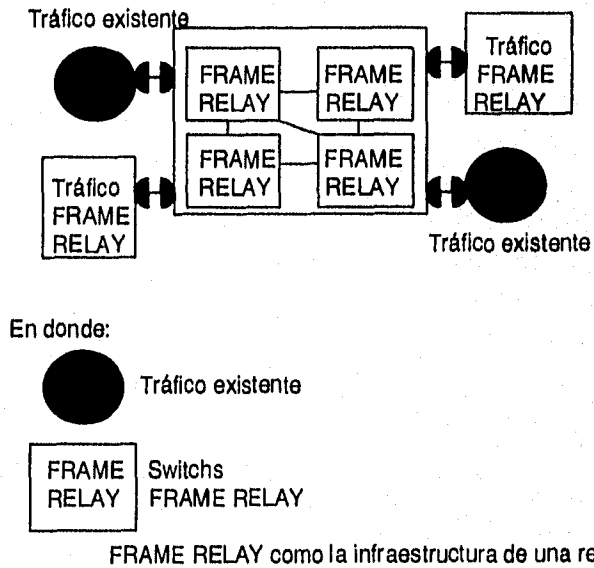 Tráfico existente
FRAME
RELAY
FRAME
RELAY
Tráfico
FRAME
RELAY
FRAME
RELAY
FRAME
RELAY
Tráfico
FRAME
RELAY
Tráfico existente
En donde:
Tráfico existente
FRAME
RELAY
Switchs
FRAME RELAY
FRAME RELAY como la infraestructura de una re